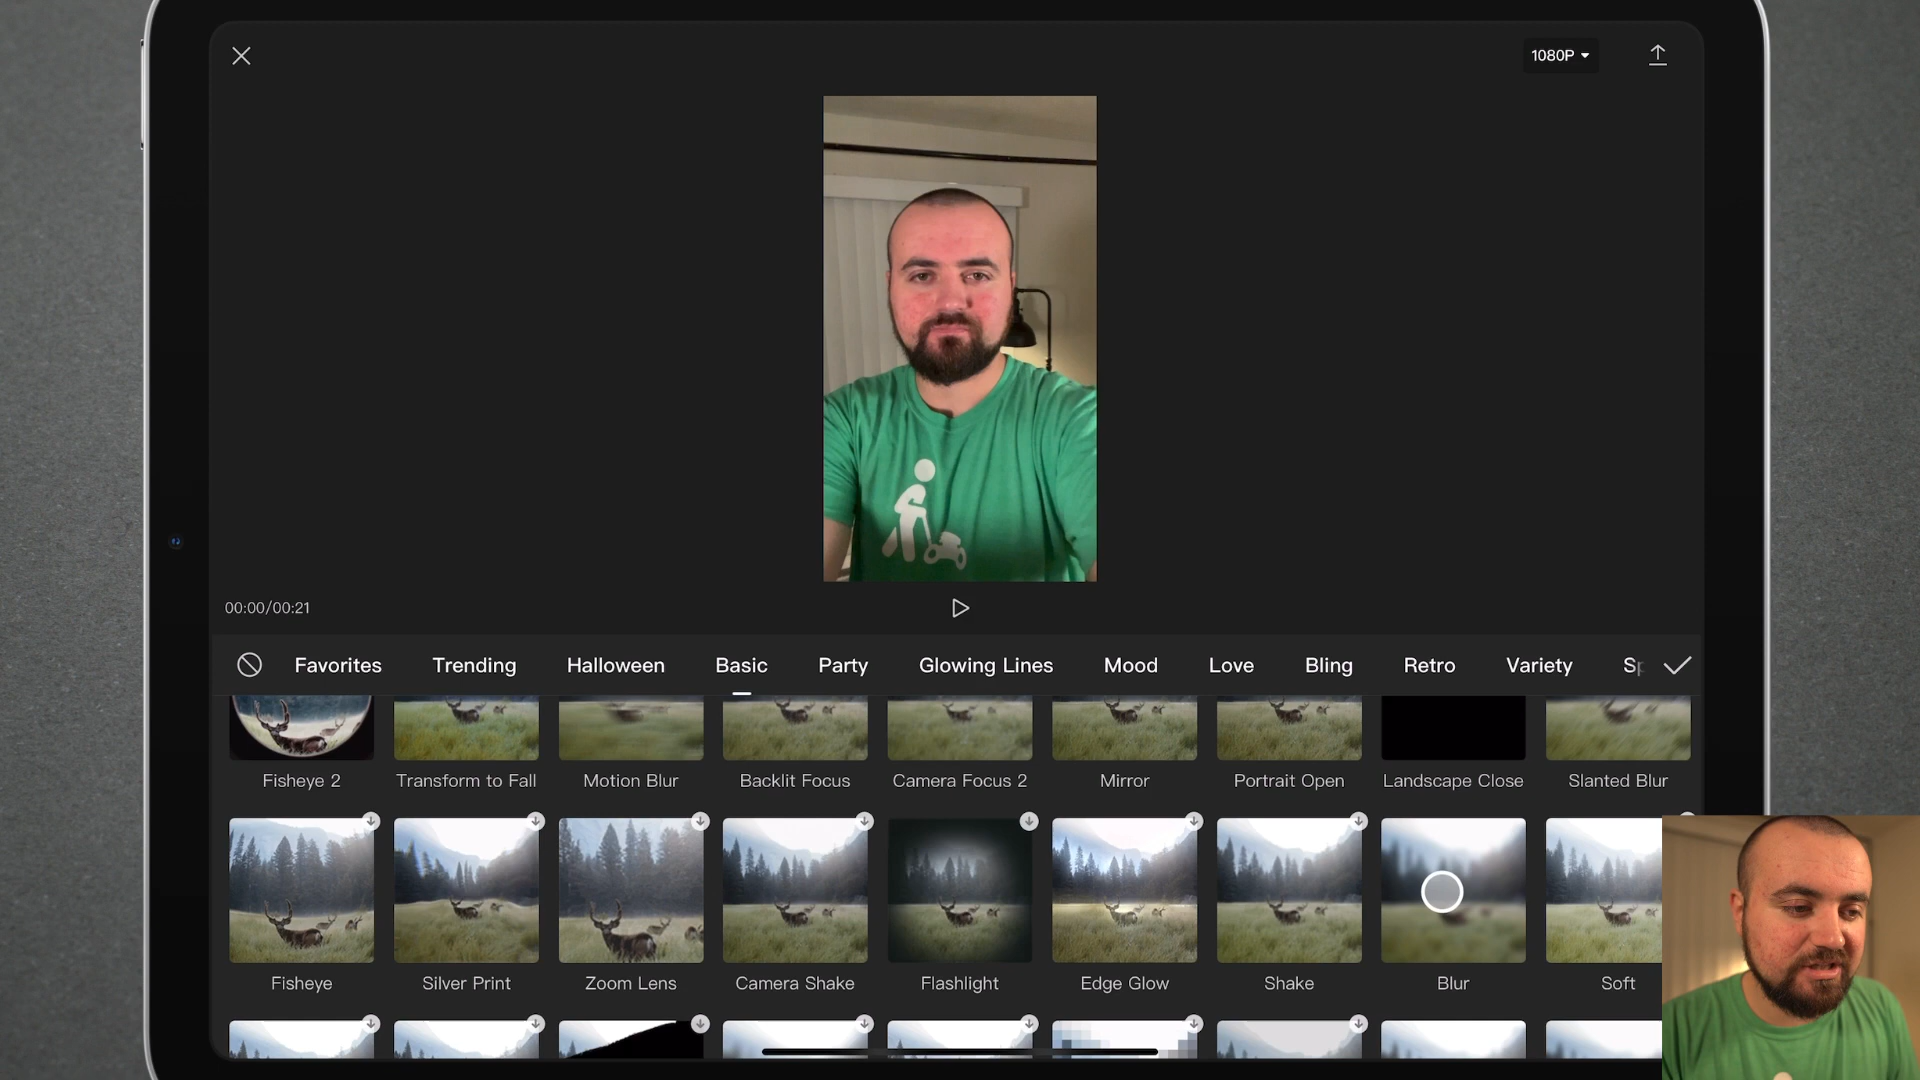 1080P
00:00/00:21
Favorites Trending Halloween Basic Party Glowing Lines Mood Love Bling Retro Variety Sp
Fisheye 2 Transform to Fall Motion Blur Backlit Focus Camera Focus 2 Mirror Portrait Open Landscape Close Slanted Blur
Fisheye Silver Print Zoom Lens Camera Shake Flashlight Edge Glow Shake Blur Soft